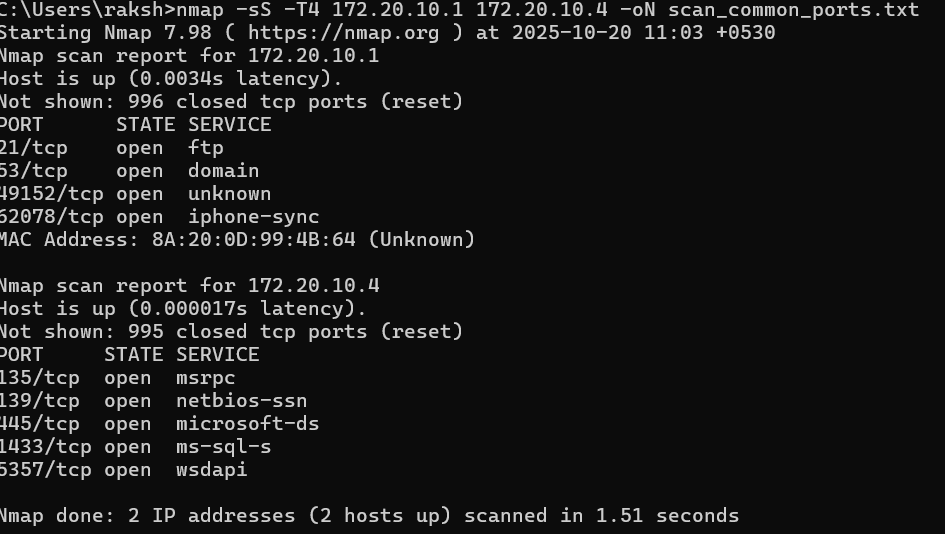 C:\Users\raksh>nmap -sS -T4 172.20.10.1 172.20.10.4 -oN scan_common_ports.txt
Starting Nmap 7.98 ( https://nmap.org ) at 2025-10-20 11:03 +0530
Nmap scan report for 172.20.10.1
Host is up (0.0034s latency).
Not shown: 996 closed tcp ports (reset)
PORT      STATE SERVICE
21/tcp    open  ftp
53/tcp    open  domain
49152/tcp open  unknown
62078/tcp open  iphone-sync
MAC Address: 8A:20:0D:99:4B:64 (Unknown)

Nmap scan report for 172.20.10.4
Host is up (0.000017s latency).
Not shown: 995 closed tcp ports (reset)
PORT     STATE SERVICE
135/tcp  open  msrpc
139/tcp  open  netbios-ssn
445/tcp  open  microsoft-ds
1433/tcp open  ms-sql-s
5357/tcp open  wsdapi

Nmap done: 2 IP addresses (2 hosts up) scanned in 1.51 seconds